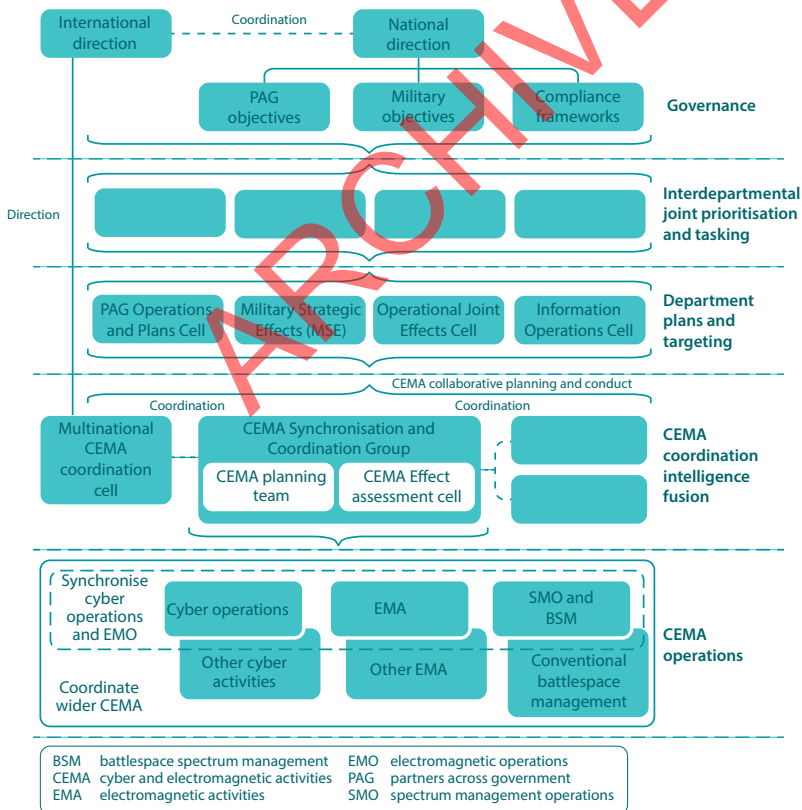 International
direction
Coordination
National
direction
PAG
objectives
Military
objectives
Compliance
frameworks
Governance
Direction
Interdepartmental
joint prioritisation
and tasking
PAG Operations
and Plans Cell
Military Strategic
Effects (MSE)
Operational Joint
Effects Cell
Information
Operations Cell
Department
plans and
targeting
CEMA collaborative planning and conduct
Coordination
Coordination
Multinational
CEMA
coordination
cell
CEMA Synchronisation and
Coordination Group
CEMA planning
team
CEMA Effect
assessment cell
CEMA
coordination
intelligence
fusion
Synchronise
cyber
operations
and EMO
Cyber operations
EMA
SMO and
BSM
Other cyber
activities
Other EMA
Conventional
battlespace
management
Coordinate
wider CEMA
CEMA
operations
BSM battlespace spectrum management
CEMA cyber and electromagnetic activities
EMA electromagnetic activities
EMO electromagnetic operations
PAG partners across government
SMO spectrum management operations